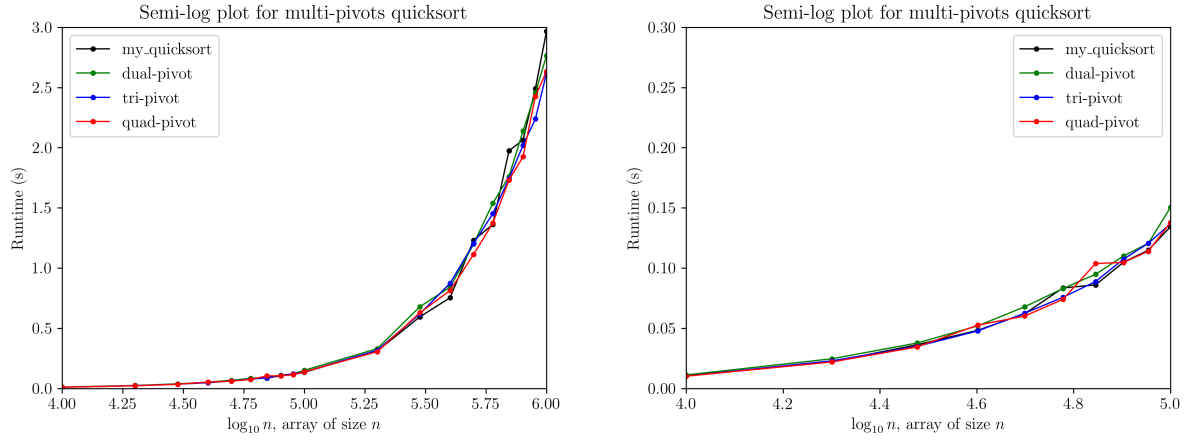 Semi-log plot for multi-pivots quicksort
3.0
2.5
2.0
1.5
1.0
0.5
0.0
Runtime (s)
my_quicksort
dual-pivot
tri-pivot
quad-pivot
4.00 4.25 4.50 4.75 5.00 5.25 5.50 5.75 6.00
log₁₀ n, array of size n
Semi-log plot for multi-pivots quicksort
0.30
0.25
0.20
0.15
0.10
0.05
0.00
Runtime (s)
my_quicksort
dual-pivot
tri-pivot
quad-pivot
4.0 4.2 4.4 4.6 4.8 5.0
log₁₀ n, array of size n